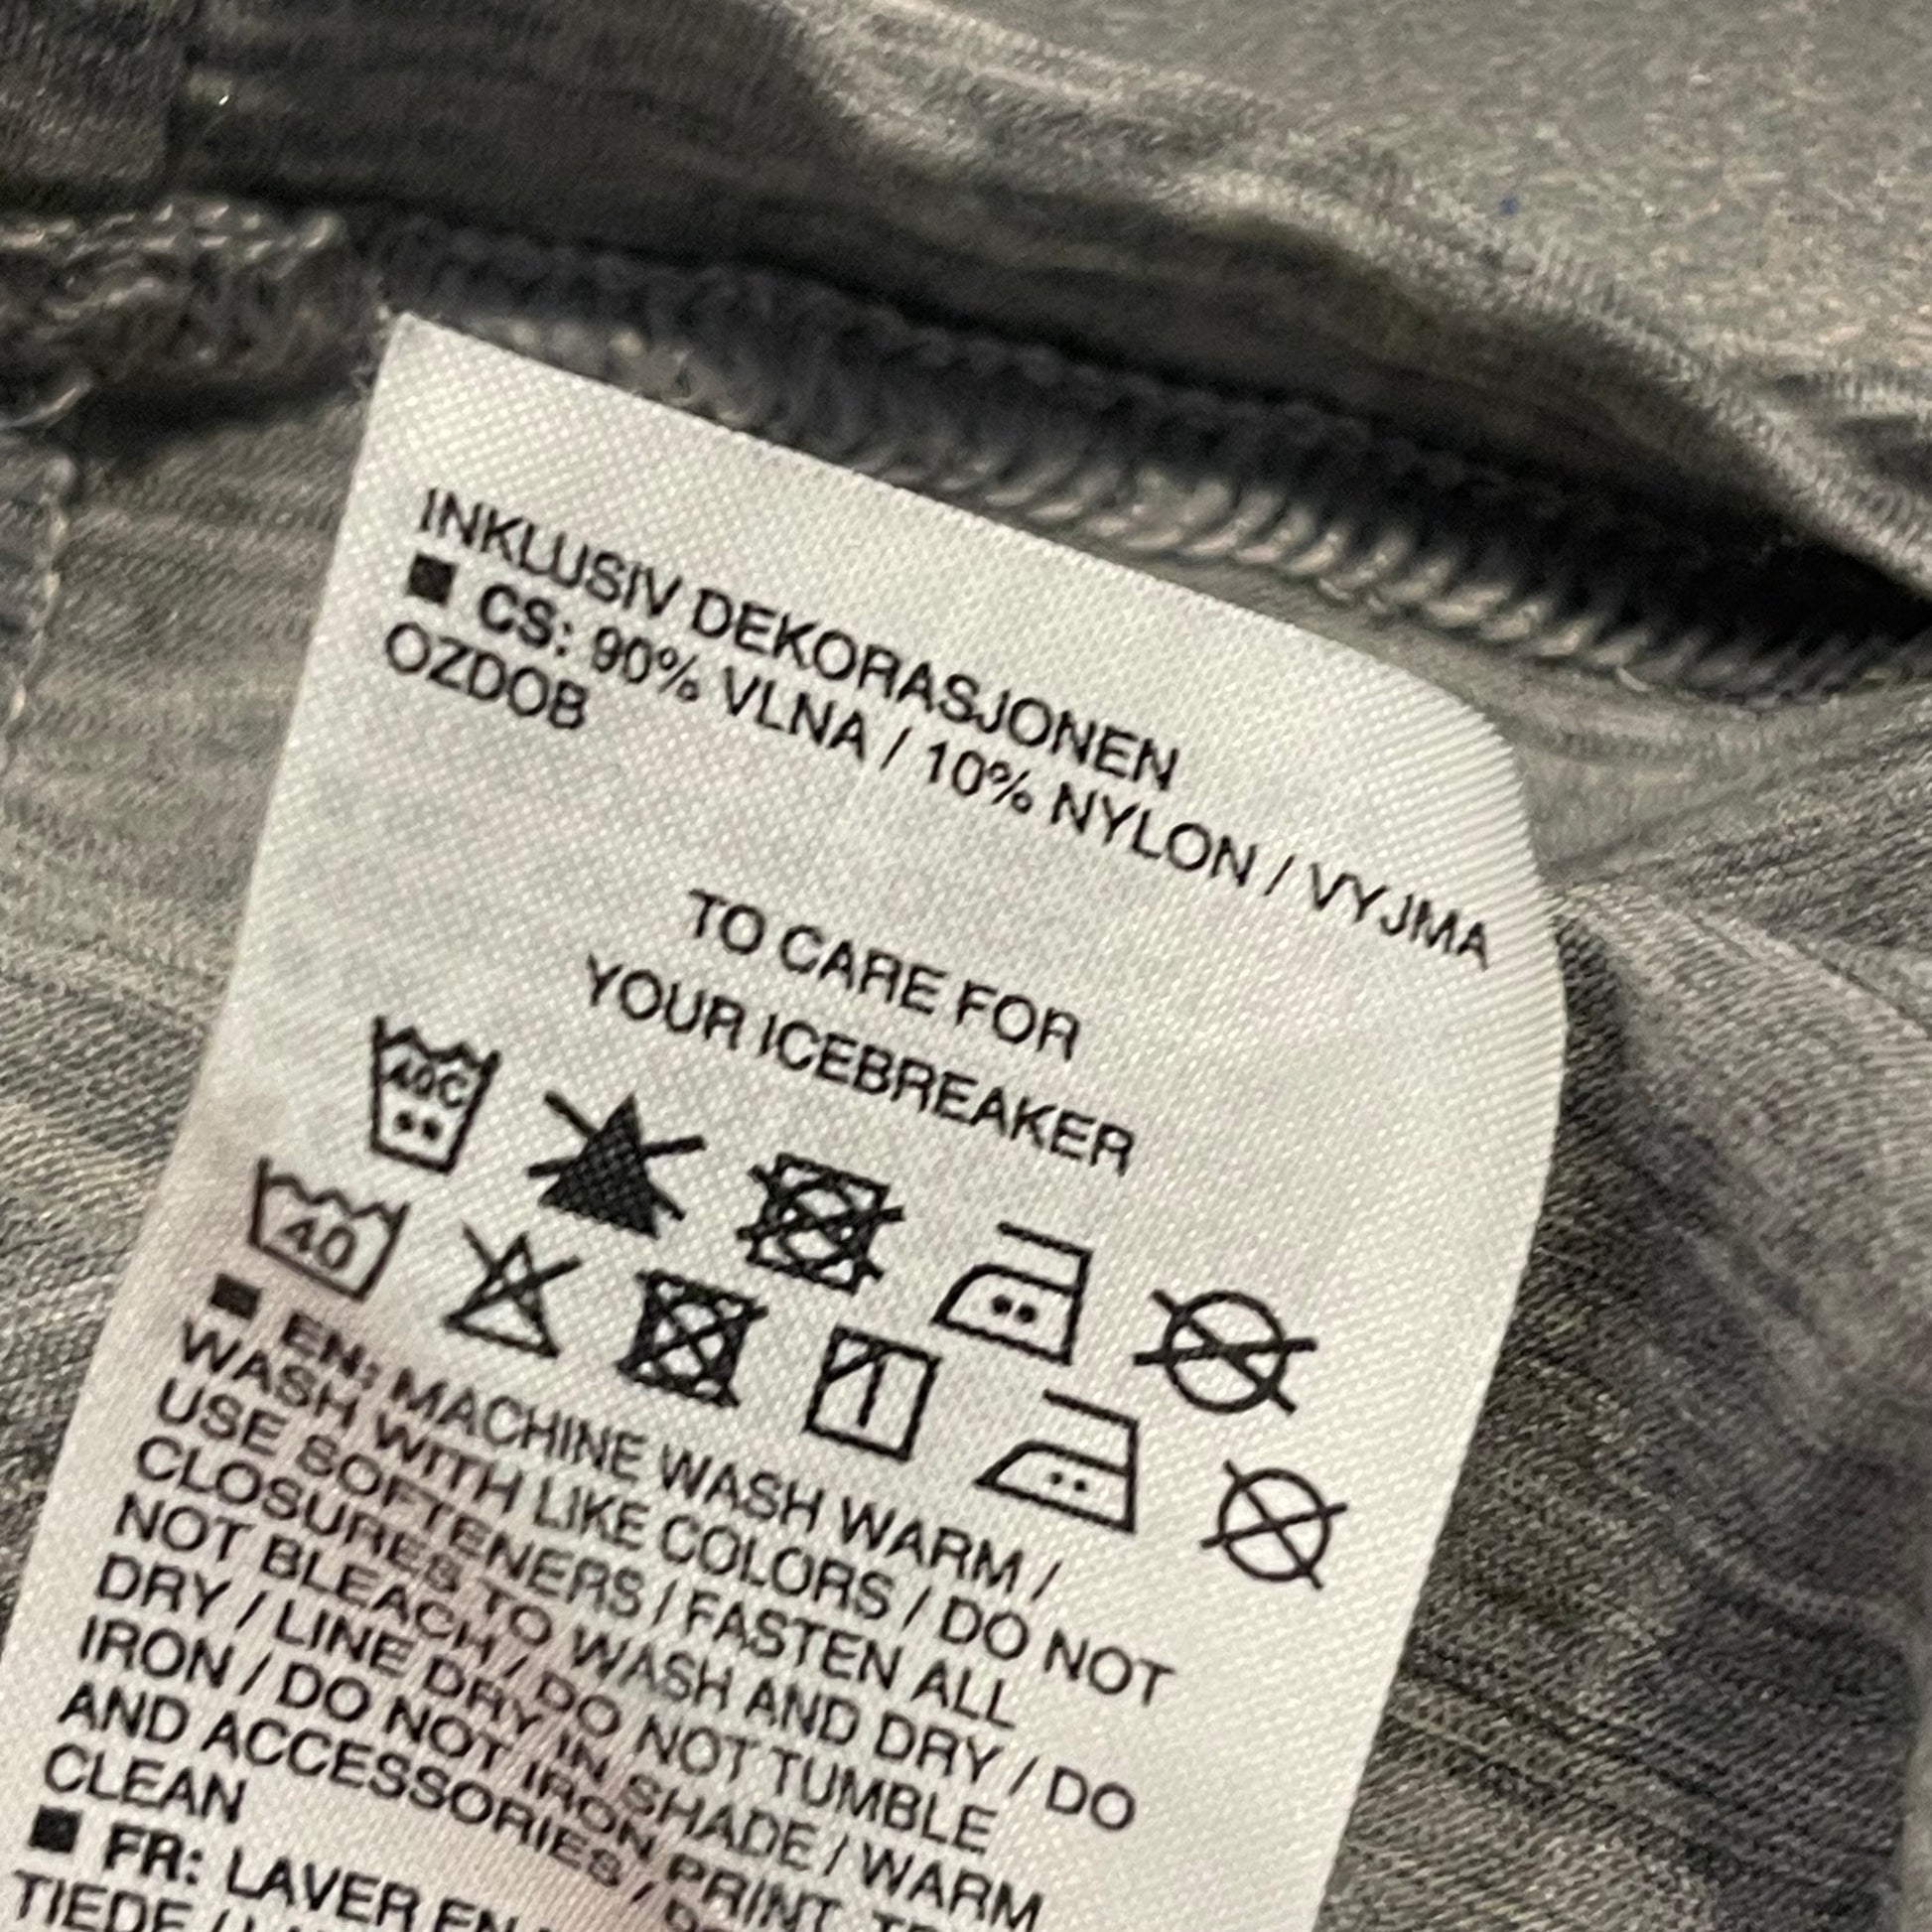 INKLUSIV DEKORASJONEN
■ CS: 90% VLNA / 10% NYLON / VYJMA
OZDOB
TO CARE FOR
YOUR ICEBREAKER
40C
40
■ EN: MACHINE WASH WARM /
WASH WITH LIKE COLORS / DO NOT
USE SOFTENERS / FASTEN ALL
CLOSURES TO WASH AND DRY / DO
NOT BLEACH / DO NOT TUMBLE
DRY / LINE DRY IN SHADE / WARM
IRON / DO NOT IRON PRINT,
AND ACCESSORIES /
CLEAN
■ FR: LAVER EN
TIEDE /